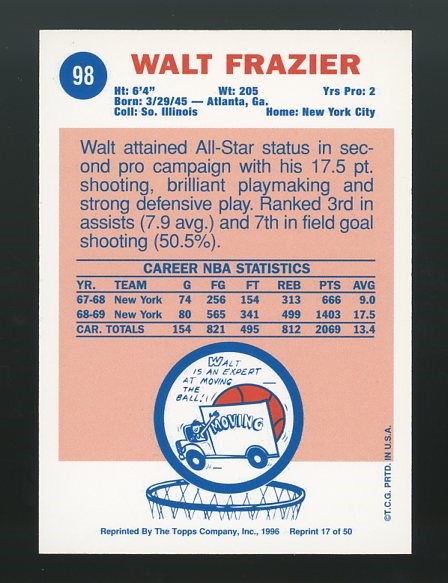 98
WALT FRAZIER
Ht: 6'4" Wt: 205 Yrs Pro: 2
Born: 3/29/45 — Atlanta, Ga.
Coll: So. Illinois Home: New York City
Walt attained All-Star status in sec-
ond pro campaign with his 17.5 pt.
shooting, brilliant playmaking and
strong defensive play. Ranked 3rd in
assists (7.9 avg.) and 7th in field goal
shooting (50.5%).
CAREER NBA STATISTICS
YR. TEAM G FG FT REB PTS AVG
67-68 New York 74 256 154 313 666 9.0
68-69 New York 80 565 341 499 1403 17.5
CAR. TOTALS 154 821 495 812 2069 13.4
WALT
IS AN EXPERT
AT MOVING
THE
BALL!
MOVING
©T.C.G. PRTD. IN U.S.A.
Reprinted By The Topps Company, Inc., 1996 Reprint 17 of 50